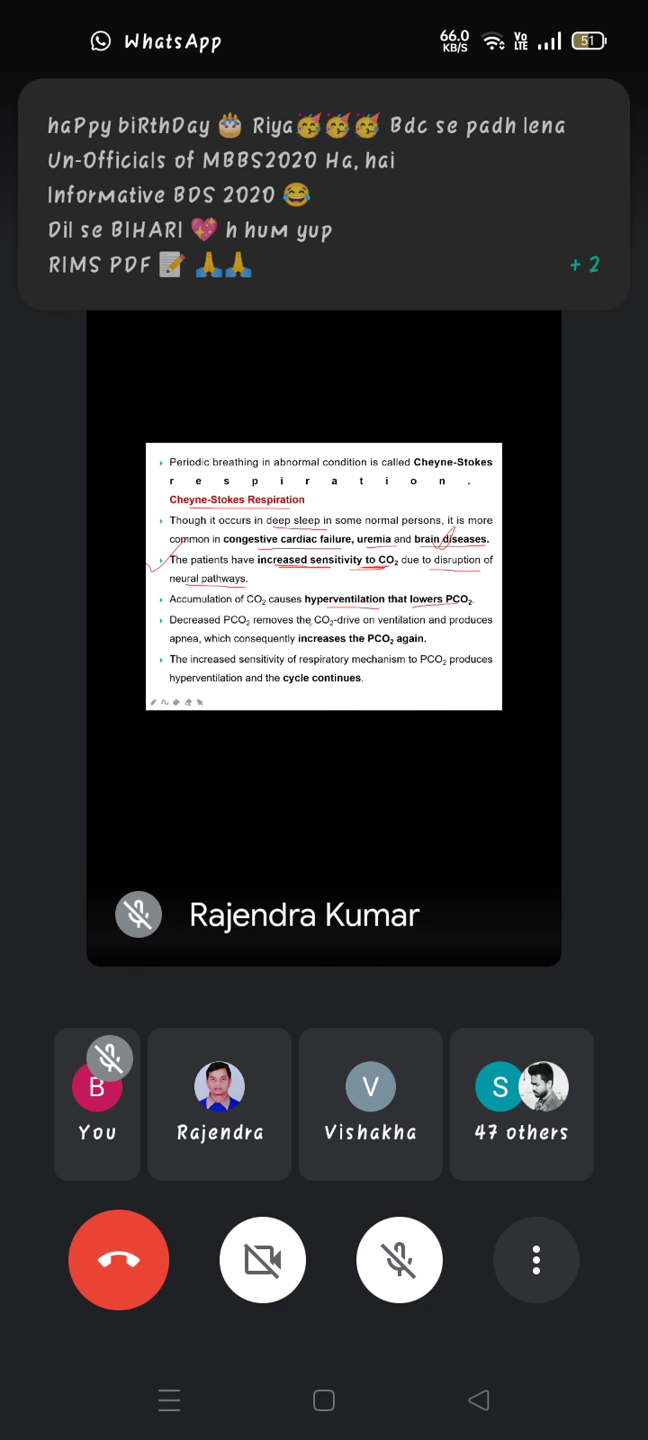 WhatsApp
66.0 KB/S
Vo LTE
51
haPpy biRthDay 🎂 Riya🥳🥳🥳 Bdc se padh lena
Un-Officials of MBBS2020 Ha, hai
Informative BDS 2020 😂
Dil se BIHARI 💖 h hum yup
RIMS PDF 📝 🙏🙏
+ 2
Periodic breathing in abnormal condition is called Cheyne-Stokes
r e s p i r a t i o n .
Cheyne-Stokes Respiration
Though it occurs in deep sleep in some normal persons, it is more
common in congestive cardiac failure, uremia and brain diseases.
The patients have increased sensitivity to CO₂ due to disruption of
neural pathways.
Accumulation of CO₂ causes hyperventilation that lowers PCO₂.
Decreased PCO₂ removes the CO₂-drive on ventilation and produces
apnea, which consequently increases the PCO₂ again.
The increased sensitivity of respiratory mechanism to PCO₂ produces
hyperventilation and the cycle continues.
Rajendra Kumar
B
V
S
You
Rajendra
Vishakha
47 others